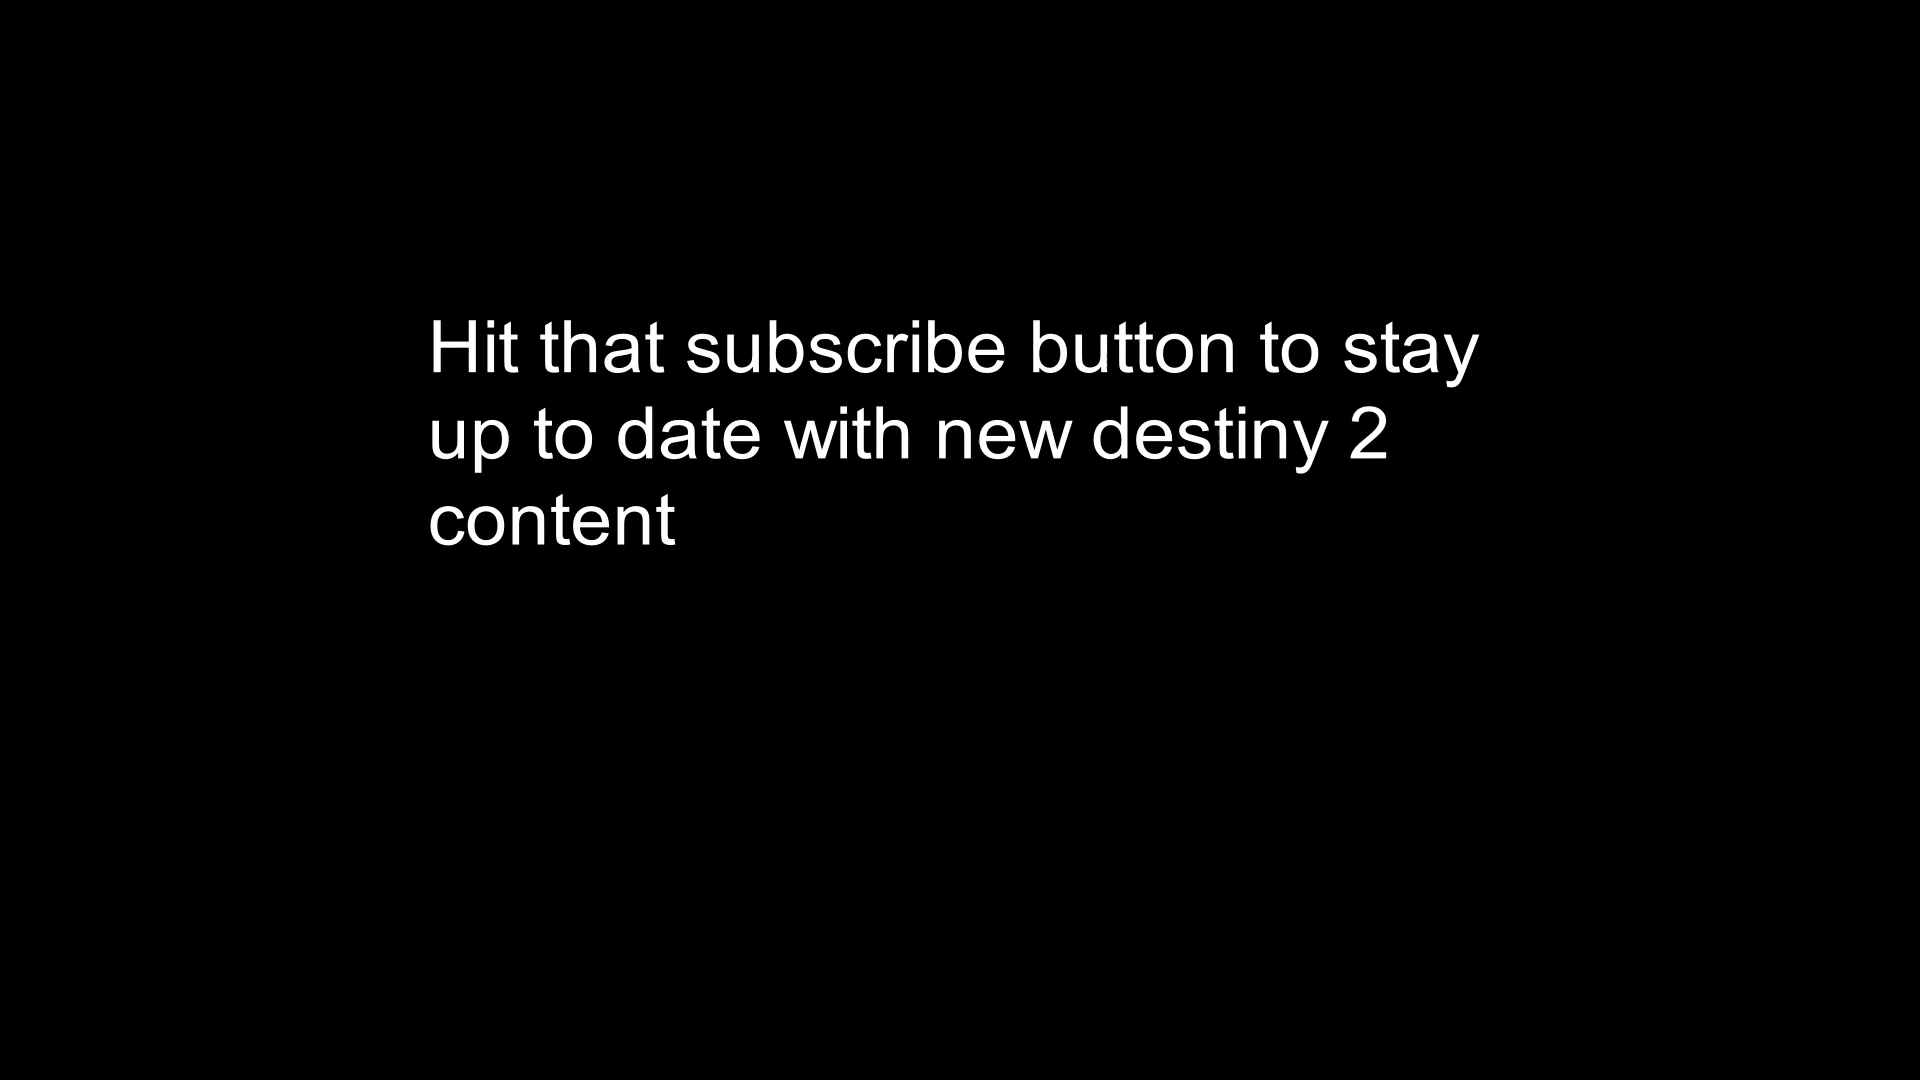 Hit that subscribe button to stay
up to date with new destiny 2
content